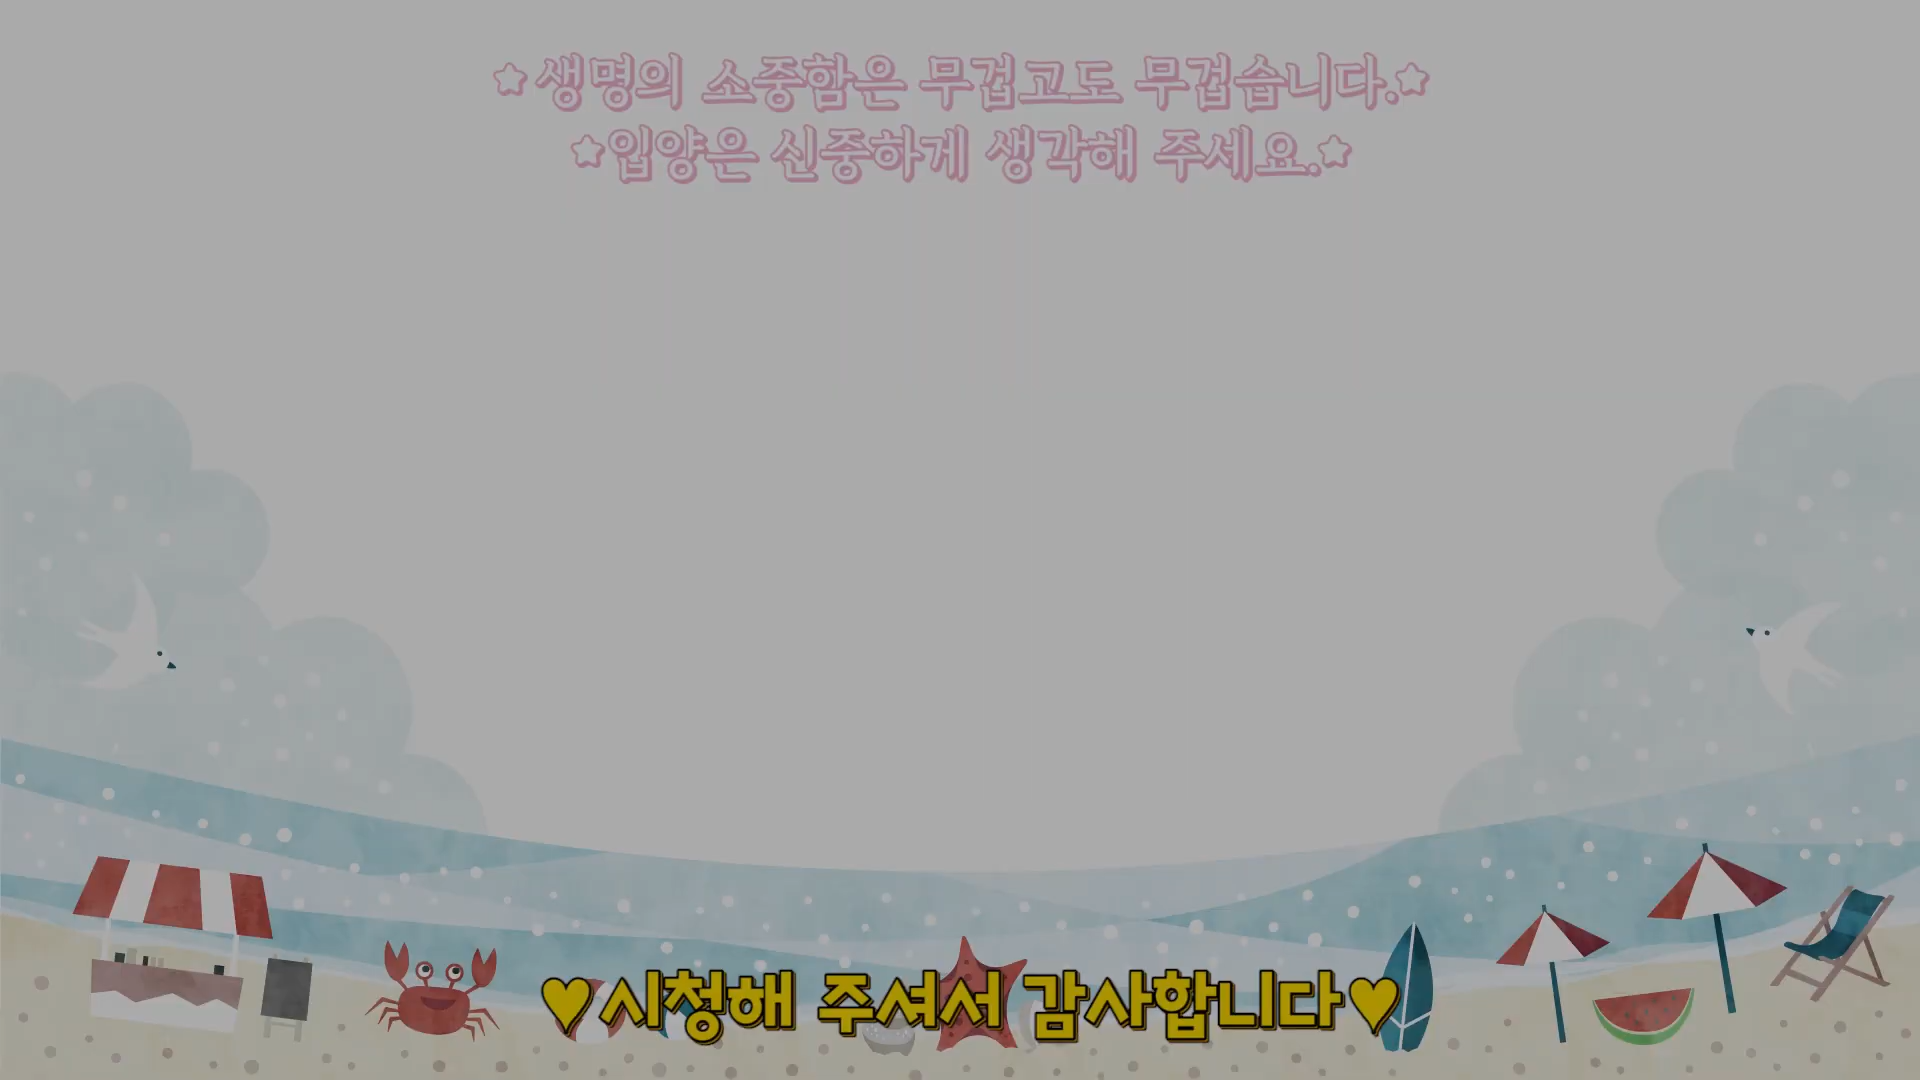 ☆생명의 소중함은 무겁고도 무겁습니다.☆
☆입양은 신중하게 생각해 주세요.☆
♥시청해 주셔서 감사합니다♥